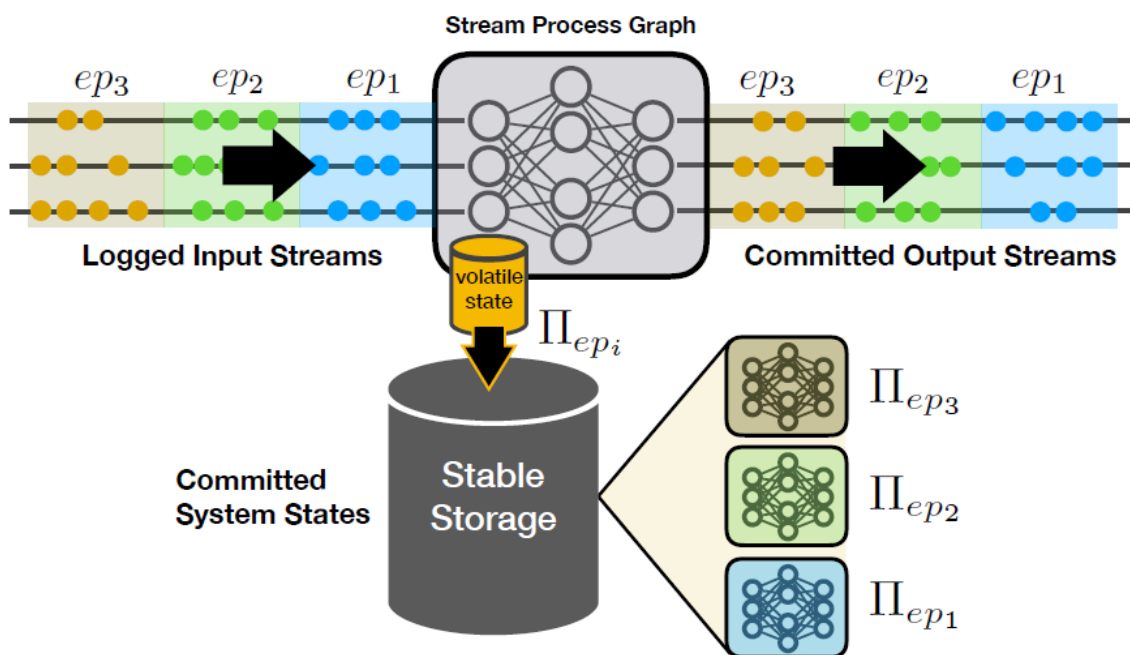 Stream Process Graph
ep3 ep2 ep1
ep3 ep2 ep1
Logged Input Streams
Committed Output Streams
volatile
state
Πepi
Committed
System States
Stable
Storage
Πep3
Πep2
Πep1